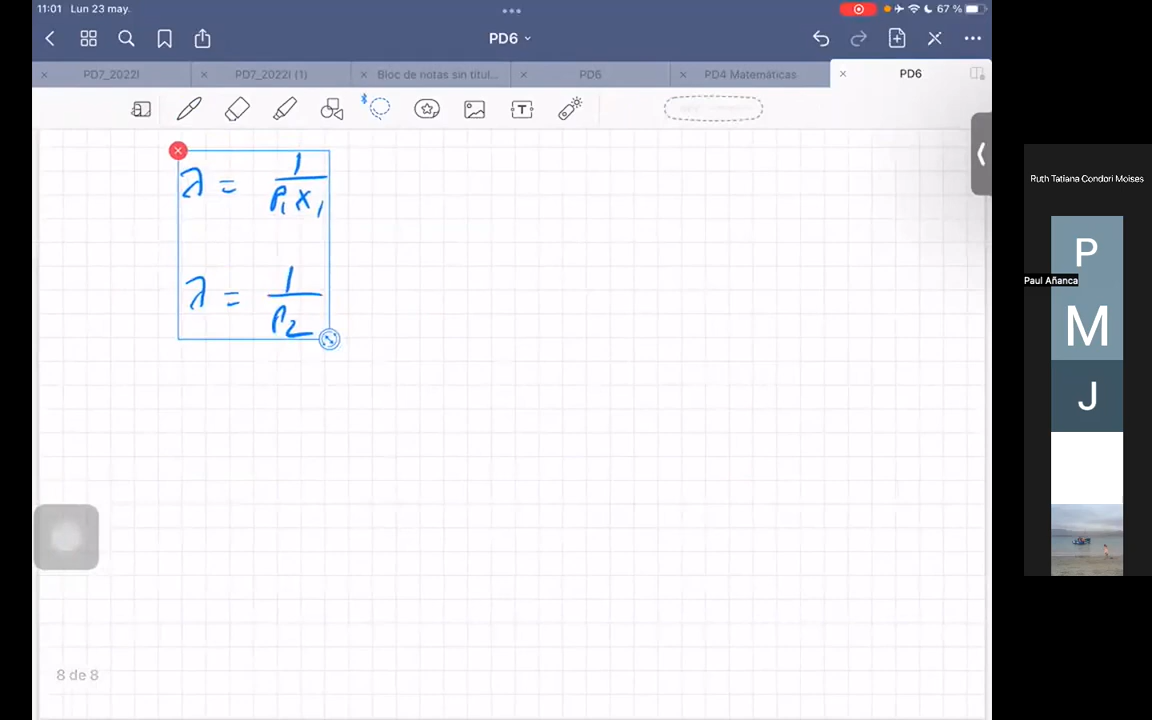 11:01 Lun 23 may.
67 %
PD6
PD7_2022I
PD7_2022I (1)
Bloc de notas sin títul...
PD6
PD4 Matemáticas
PD6
λ = 1/(P₁X₁)
λ = 1/P₂
8 de 8
Ruth Tatiana Condori Moises
P
Paul Añanca
M
J